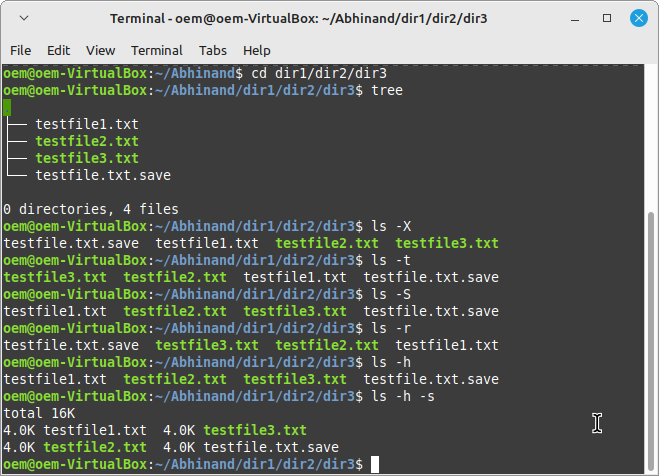 Terminal - oem@oem-VirtualBox: ~/Abhinand/dir1/dir2/dir3
File Edit View Terminal Tabs Help
oem@oem-VirtualBox:~/Abhinand$ cd dir1/dir2/dir3
oem@oem-VirtualBox:~/Abhinand/dir1/dir2/dir3$ tree
.
├── testfile1.txt
├── testfile2.txt
├── testfile3.txt
└── testfile.txt.save

0 directories, 4 files
oem@oem-VirtualBox:~/Abhinand/dir1/dir2/dir3$ ls -X
testfile.txt.save  testfile1.txt  testfile2.txt  testfile3.txt
oem@oem-VirtualBox:~/Abhinand/dir1/dir2/dir3$ ls -t
testfile3.txt  testfile2.txt  testfile1.txt  testfile.txt.save
oem@oem-VirtualBox:~/Abhinand/dir1/dir2/dir3$ ls -S
testfile1.txt  testfile2.txt  testfile3.txt  testfile.txt.save
oem@oem-VirtualBox:~/Abhinand/dir1/dir2/dir3$ ls -r
testfile.txt.save  testfile3.txt  testfile2.txt  testfile1.txt
oem@oem-VirtualBox:~/Abhinand/dir1/dir2/dir3$ ls -h
testfile1.txt  testfile2.txt  testfile3.txt  testfile.txt.save
oem@oem-VirtualBox:~/Abhinand/dir1/dir2/dir3$ ls -h -s
total 16K
4.0K testfile1.txt  4.0K testfile3.txt
4.0K testfile2.txt  4.0K testfile.txt.save
oem@oem-VirtualBox:~/Abhinand/dir1/dir2/dir3$